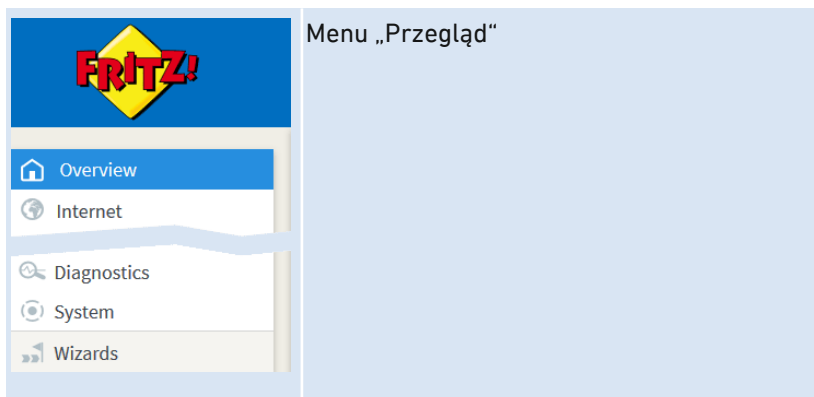 FRITZ!
Menu „Przegląd“
Overview
Internet
Diagnostics
System
Wizards